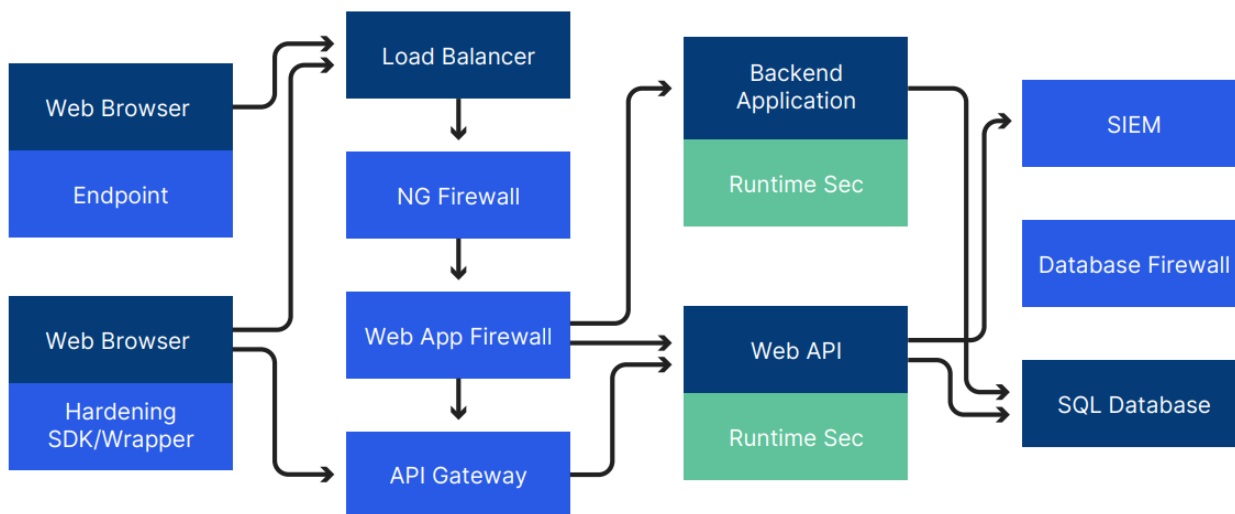 Web Browser
Endpoint
Web Browser
Hardening
SDK/Wrapper
Load Balancer
NG Firewall
Web App Firewall
API Gateway
Backend
Application
Runtime Sec
Web API
Runtime Sec
SIEM
Database Firewall
SQL Database